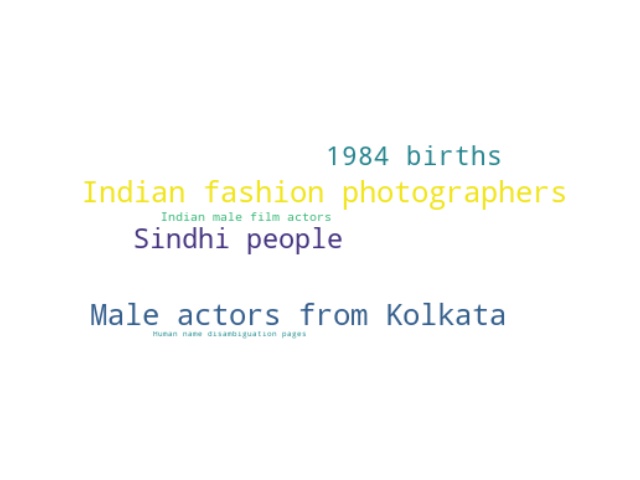 1984 births
Indian fashion photographers
Indian male film actors
Sindhi people
Male actors from Kolkata
Human name disambiguation pages